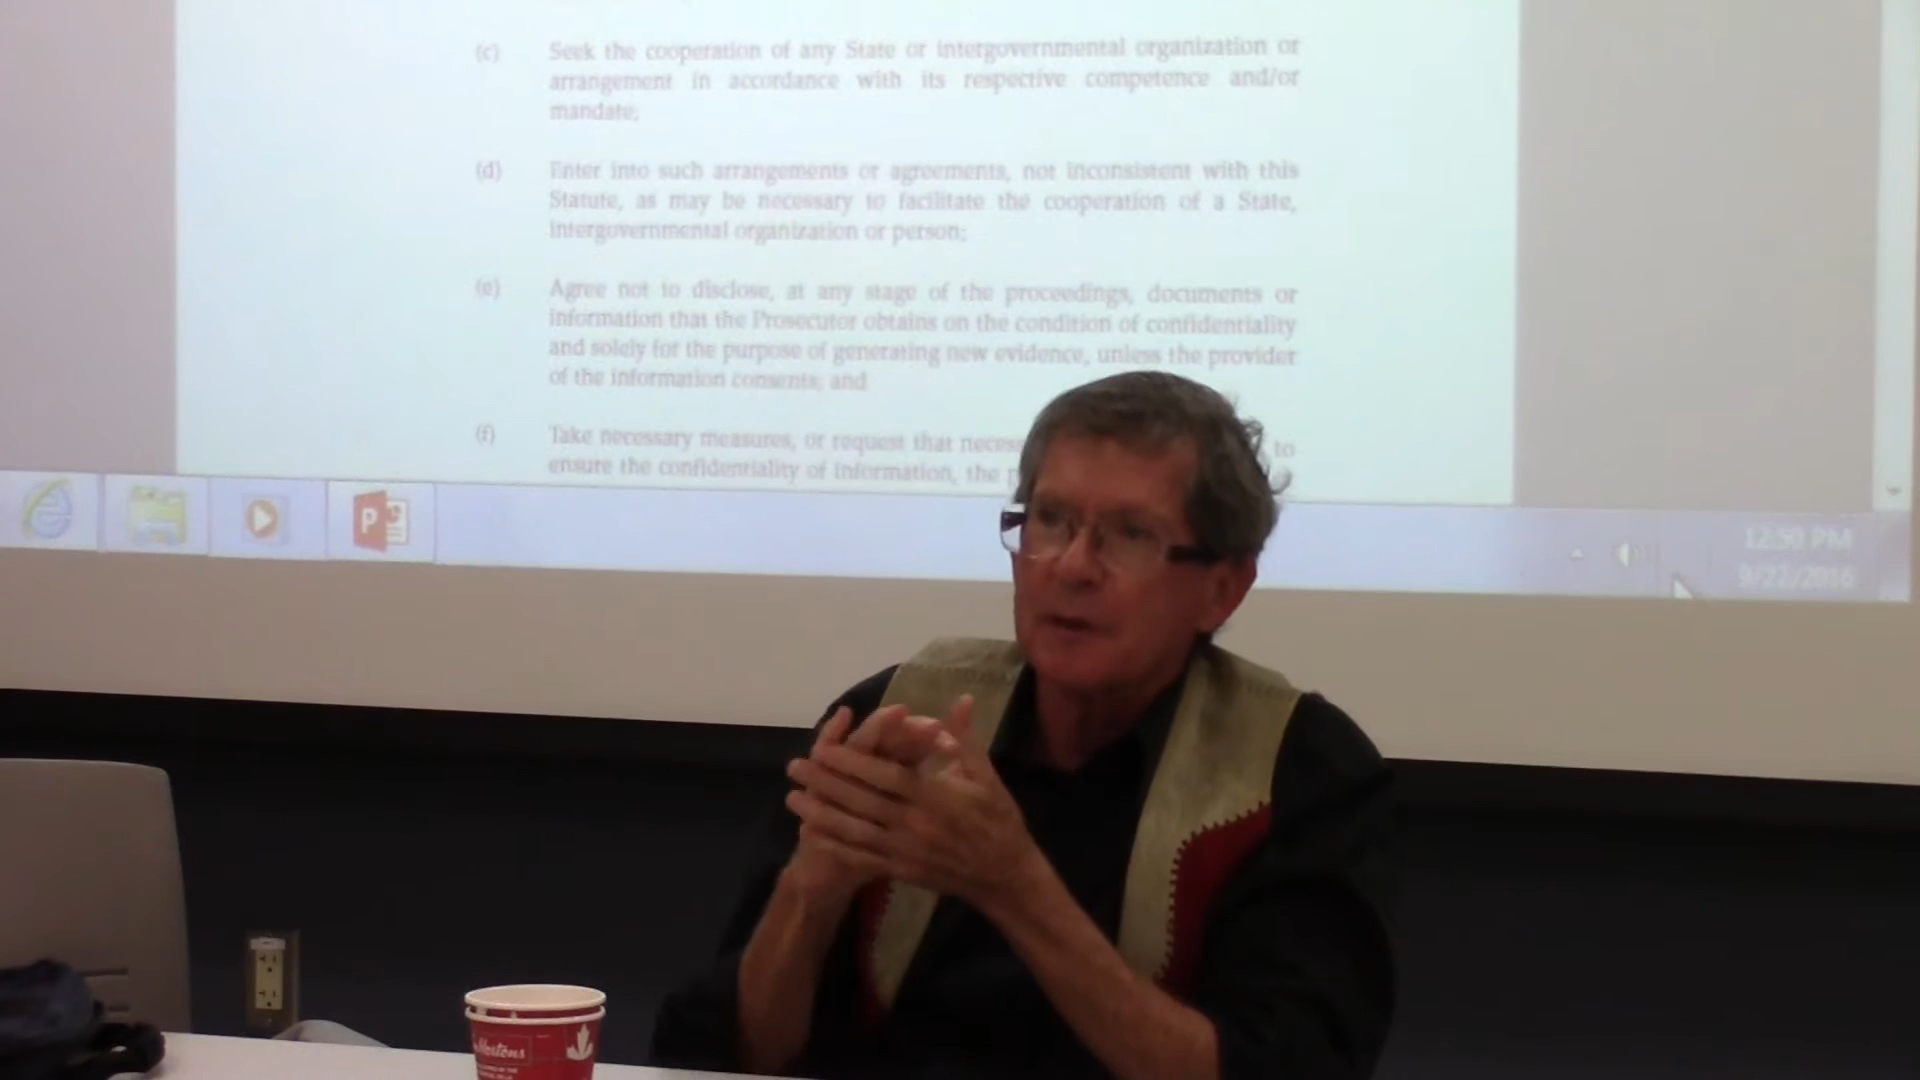 (c) Seek the cooperation of any State or intergovernmental organization or
arrangement in accordance with its respective competence and/or
mandate;
(d) Enter into such arrangements or agreements, not inconsistent with this
Statute, as may be necessary to facilitate the cooperation of a State,
intergovernmental organization or person;
(e) Agree not to disclose, at any stage of the proceedings, documents or
information that the Prosecutor obtains on the condition of confidentiality
and solely for the purpose of generating new evidence, unless the provider
of the information consents; and
(f) Take necessary measures, or request that to
ensure the confidentiality of information, the
P
12:50 PM
9/22/2016
Hortons